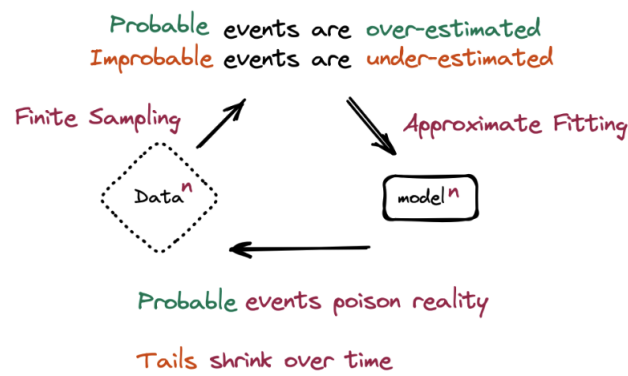 Probable events are over-estimated
Improbable events are under-estimated
Finite Sampling
Approximate Fitting
Data^n
model^n
Probable events poison reality
Tails shrink over time